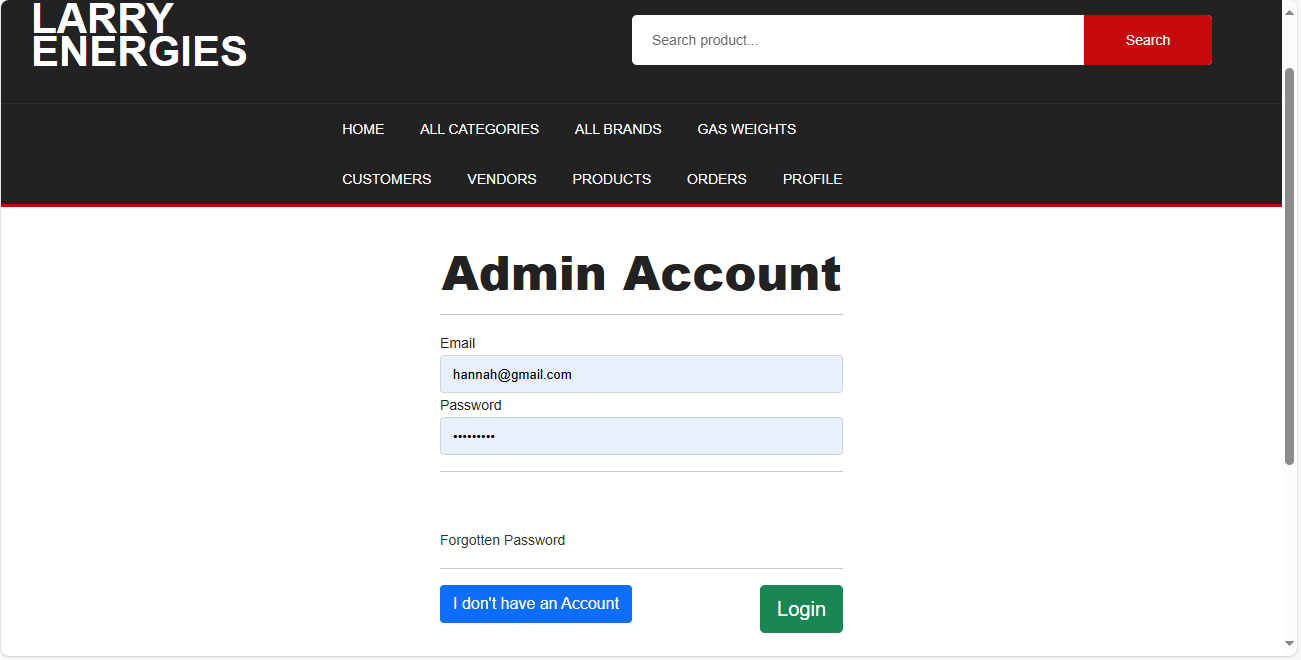 LARRY
ENERGIES
Search product...
Search
HOME ALL CATEGORIES ALL BRANDS GAS WEIGHTS
CUSTOMERS VENDORS PRODUCTS ORDERS PROFILE
Admin Account
Email
hannah@gmail.com
Password
•••••••••
Forgotten Password
I don't have an Account
Login